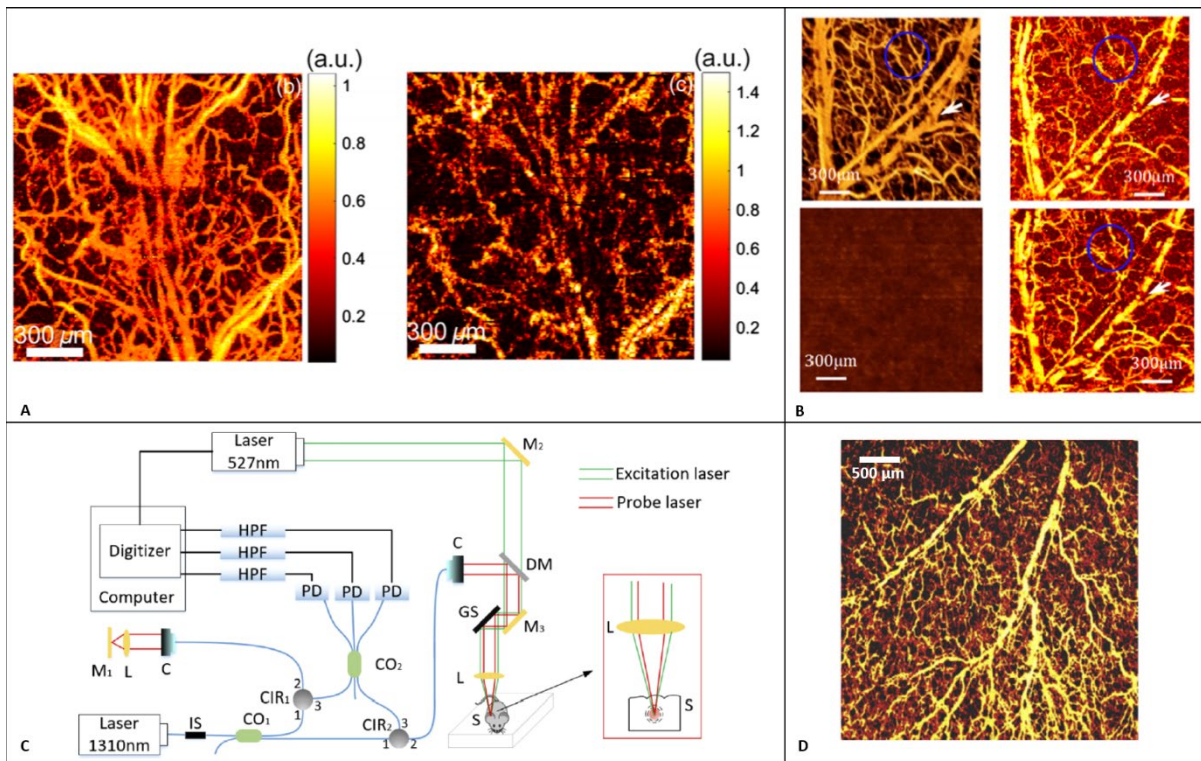 (a.u.)
(b)
1
0.8
0.6
0.4
0.2
300 µm
(a.u.)
(c)
1.4
1.2
1
0.8
0.6
0.4
0.2
300 µm
A
300µm
300µm
300µm
300µm
B
Laser
527nm
M2
Excitation laser
Probe laser
HPF
HPF
HPF
Digitizer
Computer
PD
PD
PD
C
DM
GS
M3
L
L
S
S
M1
L
C
CO2
CIR1
2
1
3
CIR2
3
1
2
Laser
1310nm
IS
CO1
C
500 µm
D